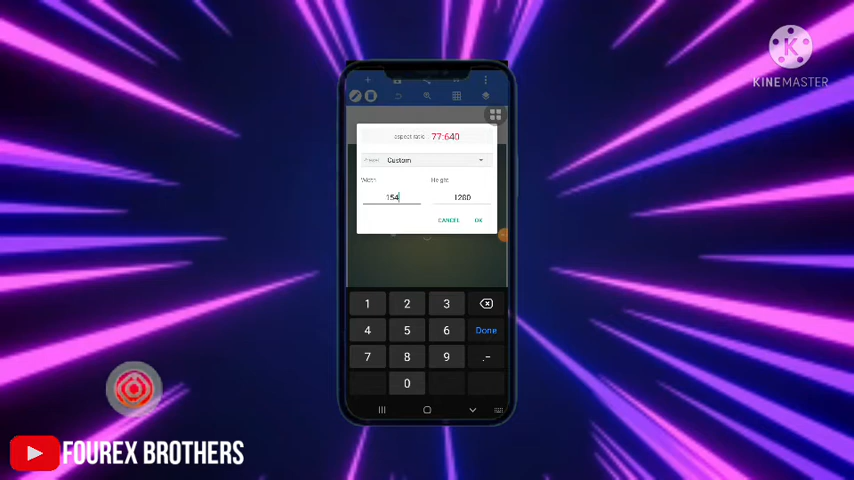 K
KINEMASTER
aspect ratio : 77:640
Custom
Width
Height
154
1280
CANCEL
OK
1 2 3
4 5 6 Done
7 8 9 .-
0
FOUREX BROTHERS